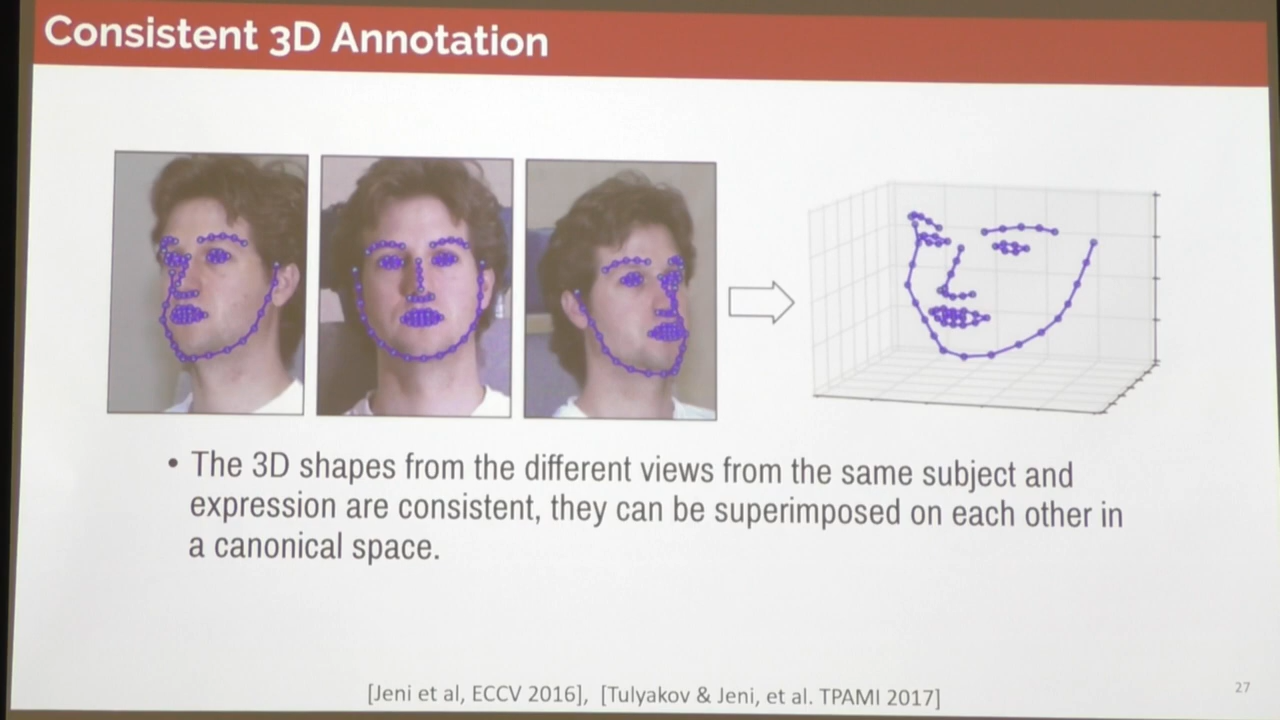 Consistent 3D Annotation
• The 3D shapes from the different views from the same subject and
expression are consistent, they can be superimposed on each other in
a canonical space.
[Jeni et al, ECCV 2016], [Tulyakov & Jeni, et al. TPAMI 2017]
27